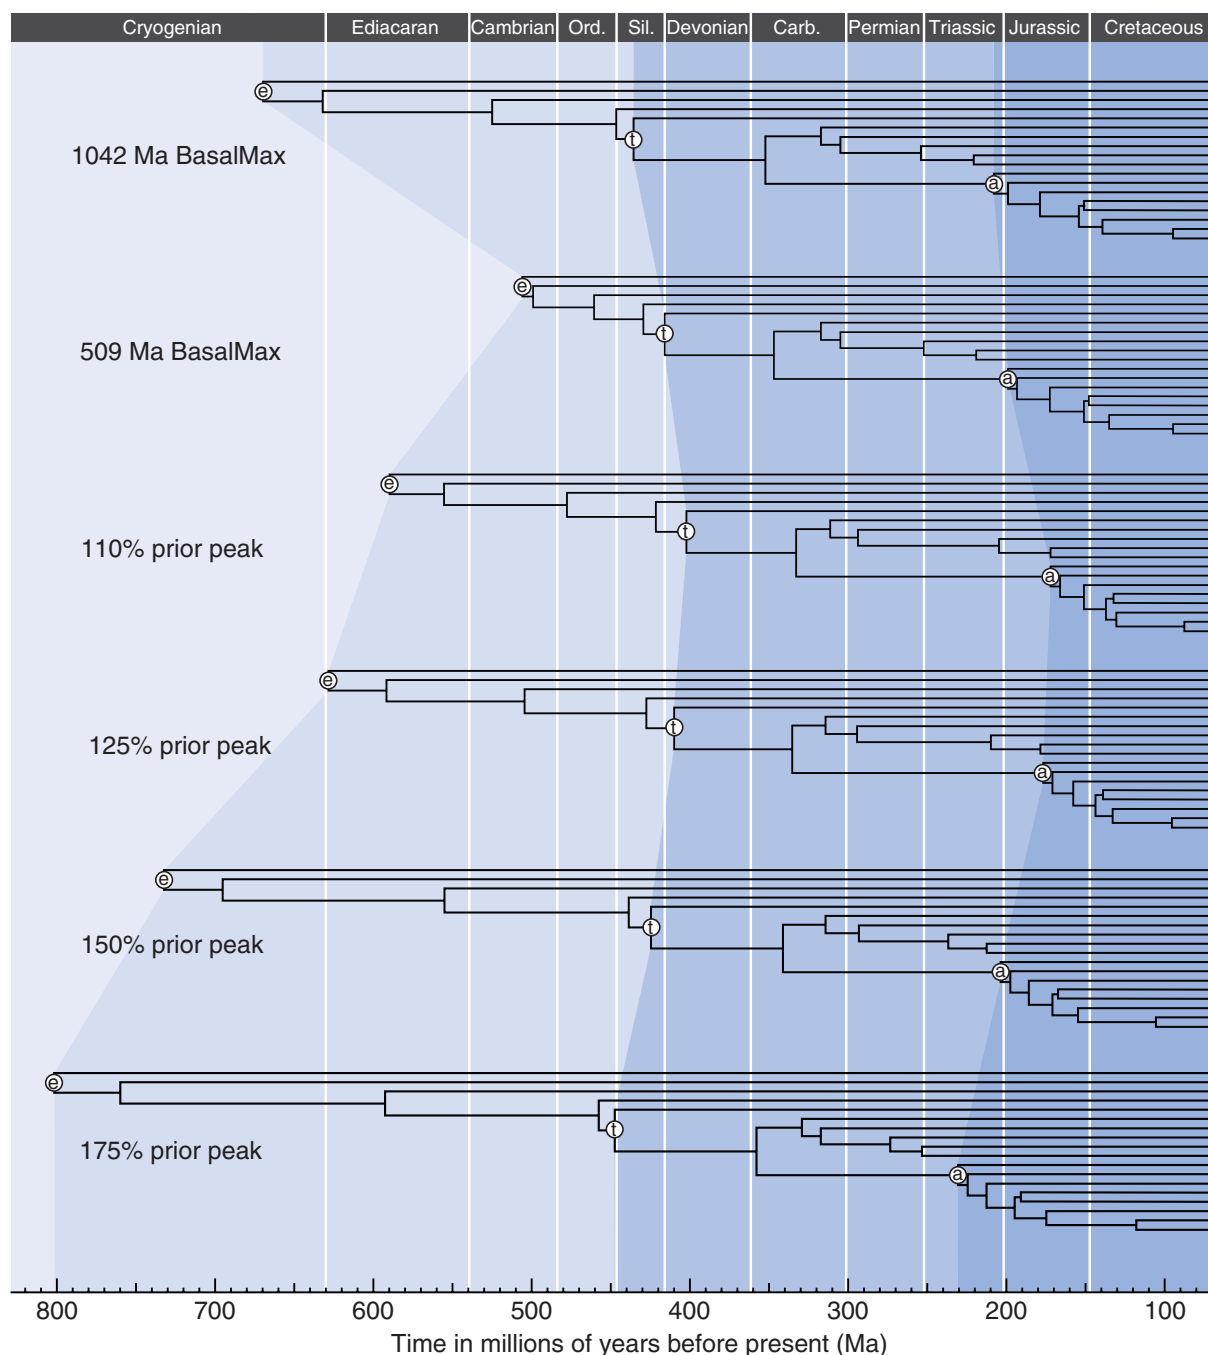 Cryogenian Ediacaran Cambrian Ord. Sil. Devonian Carb. Permian Triassic Jurassic Cretaceous
e
t
1042 Ma BasalMax
a
e
t
509 Ma BasalMax
a
e
t
110% prior peak
a
e
t
125% prior peak
a
e
t
150% prior peak
a
e
t
175% prior peak
a
800 700 600 500 400 300 200 100
Time in millions of years before present (Ma)